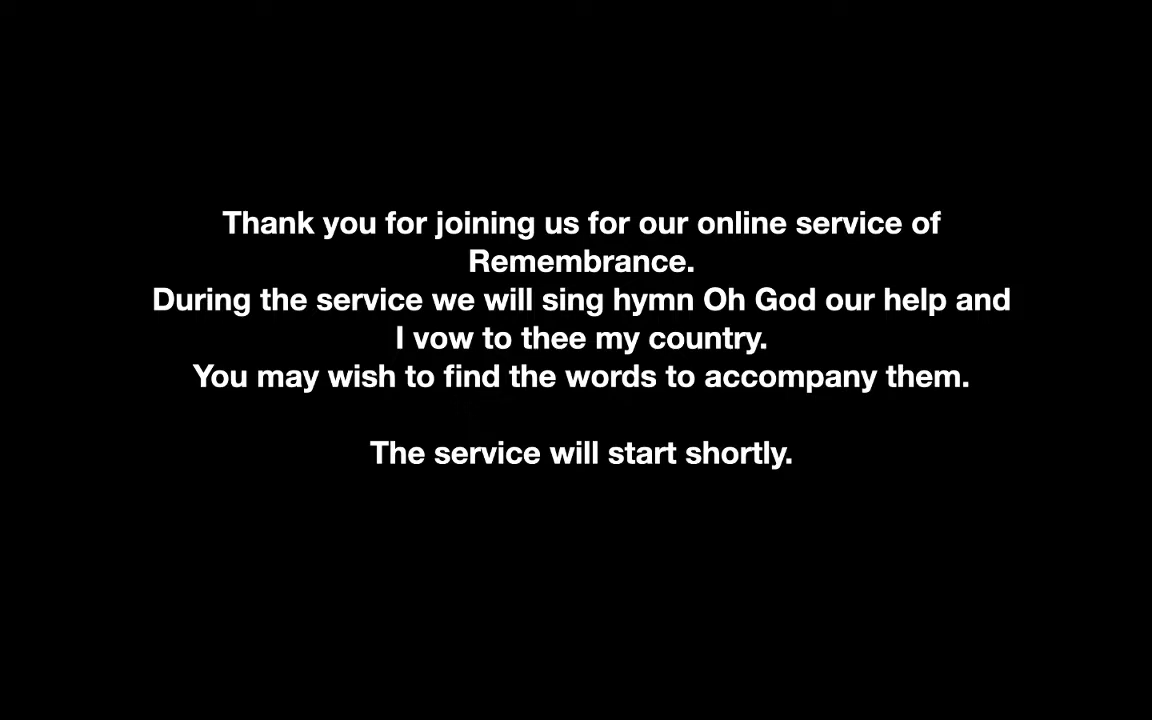 Thank you for joining us for our online service of
Remembrance.
During the service we will sing hymn Oh God our help and
I vow to thee my country.
You may wish to find the words to accompany them.
The service will start shortly.